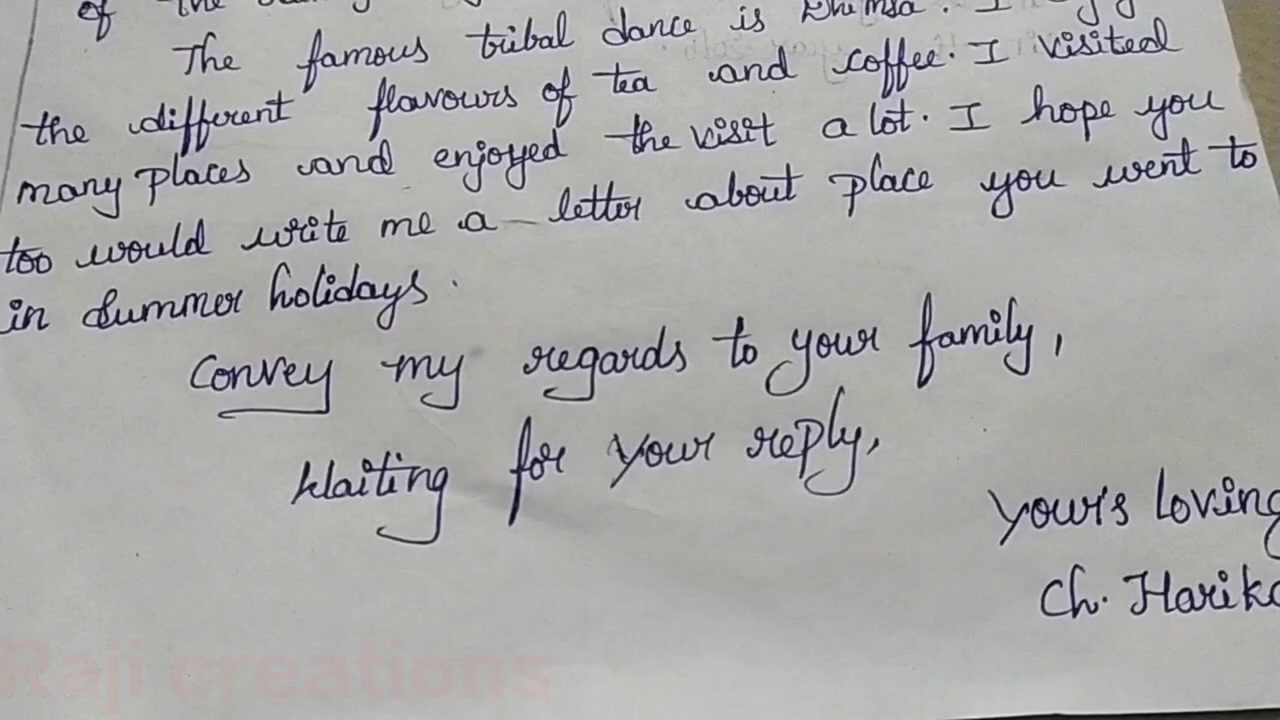 of the
The famous tribal dance is Dhimsa. I
the different flavours of tea and coffee. I visited
many places and enjoyed the visit a lot. I hope you
too would write me a letter about place you went to
in summer holidays.
Convey my regards to your family,
Waiting for your reply,
Your's loving
Ch. Harika
Raji creations